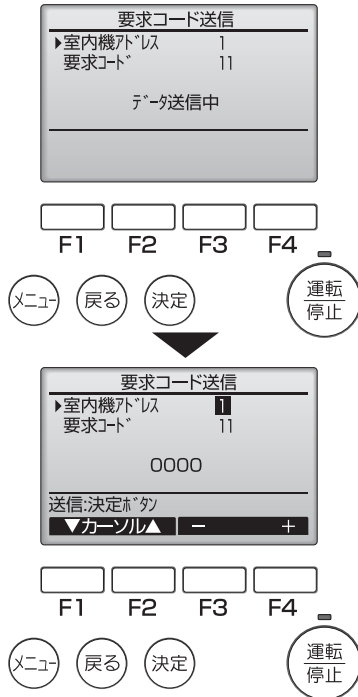 要求コード送信
▶室内機アドレス 1
要求コード 11
データ送信中
F1 F2 F3 F4
メニュー 戻る 決定 運転
停止
要求コード送信
▶室内機アドレス 1
要求コード 11
0000
送信:決定ボタン
▼カーソル▲ − +
F1 F2 F3 F4
メニュー 戻る 決定 運転
停止